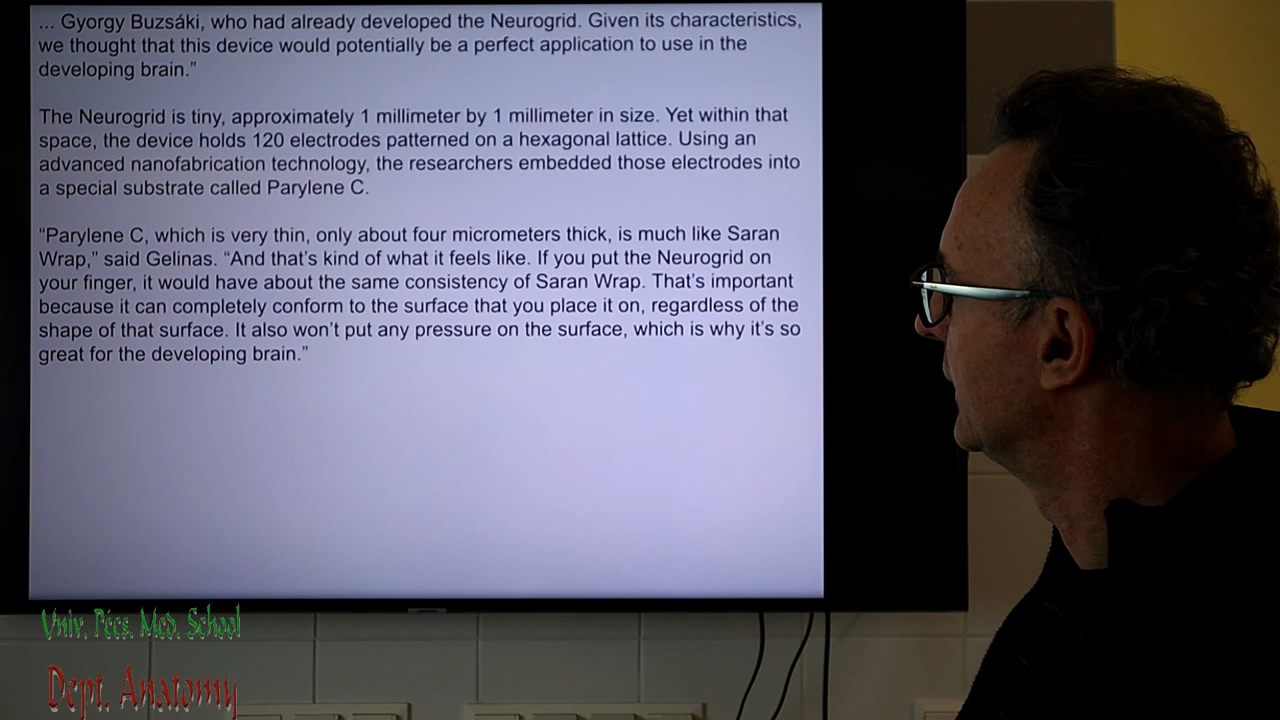 ... Gyorgy Buzsáki, who had already developed the Neurogrid. Given its characteristics,
we thought that this device would potentially be a perfect application to use in the
developing brain.”
The Neurogrid is tiny, approximately 1 millimeter by 1 millimeter in size. Yet within that
space, the device holds 120 electrodes patterned on a hexagonal lattice. Using an
advanced nanofabrication technology, the researchers embedded those electrodes into
a special substrate called Parylene C.
“Parylene C, which is very thin, only about four micrometers thick, is much like Saran
Wrap,” said Gelinas. “And that’s kind of what it feels like. If you put the Neurogrid on
your finger, it would have about the same consistency of Saran Wrap. That’s important
because it can completely conform to the surface that you place it on, regardless of the
shape of that surface. It also won’t put any pressure on the surface, which is why it’s so
great for the developing brain.”
Univ. Pécs. Med. School
Dept. Anatomy